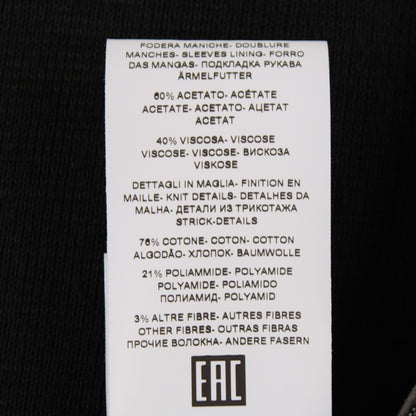 FODERA MANICHE- DOUBLURE
MANCHES- SLEEVES LINING- FORRO
DAS MANGAS- ПОДКЛАДКА РУКАВА
ÄRMELFUTTER
60% ACETATO- ACÉTATE
ACETATE- ACETATO- АЦЕТАТ
ACETAT
40% VISCOSA- VISCOSE
VISCOSE- VISCOSE- ВИСКОЗА
VISKOSE
DETTAGLI IN MAGLIA- FINITION EN
MAILLE- KNIT DETAILS- DETALHES DA
MALHA- ДЕТАЛИ ИЗ ТРИКОТАЖА
STRICK-DETAILS
76% COTONE- COTON- COTTON
ALGODÃO- ХЛОПОК- BAUMWOLLE
21% POLIAMMIDE- POLYAMIDE
POLYAMIDE- POLIAMIDO
ПОЛИАМИД- POLYAMID
3% ALTRE FIBRE- AUTRES FIBRES
OTHER FIBRES- OUTRAS FIBRAS
ПРОЧИЕ ВОЛОКНА- ANDERE FASERN
EAC